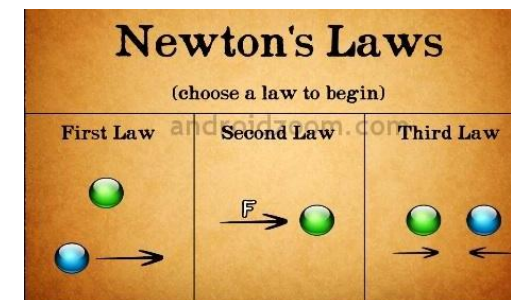 Newton's Laws
(choose a law to begin)
androidzoom.com
First Law
Second Law
Third Law
F